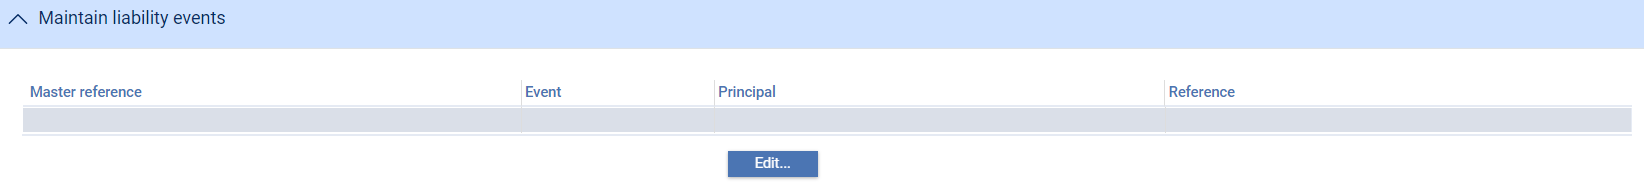 Maintain liability events
Master reference Event Principal Reference
Edit...